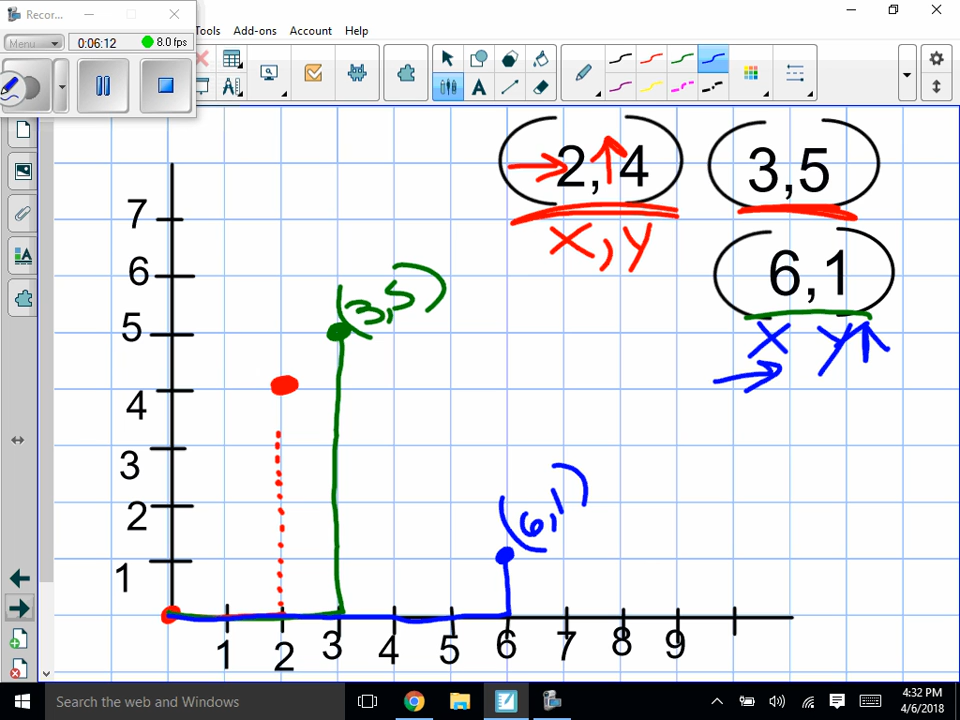 Recor...
Menu
0:06:12
8.0 fps
Tools Add-ons Account Help
A
2,4
3,5
x,y
6,1
x y
7
6
5
4
3
2
1
(3,5)
(6,1)
1 2 3 4 5 6 7 8 9
Search the web and Windows
4:32 PM
4/6/2018